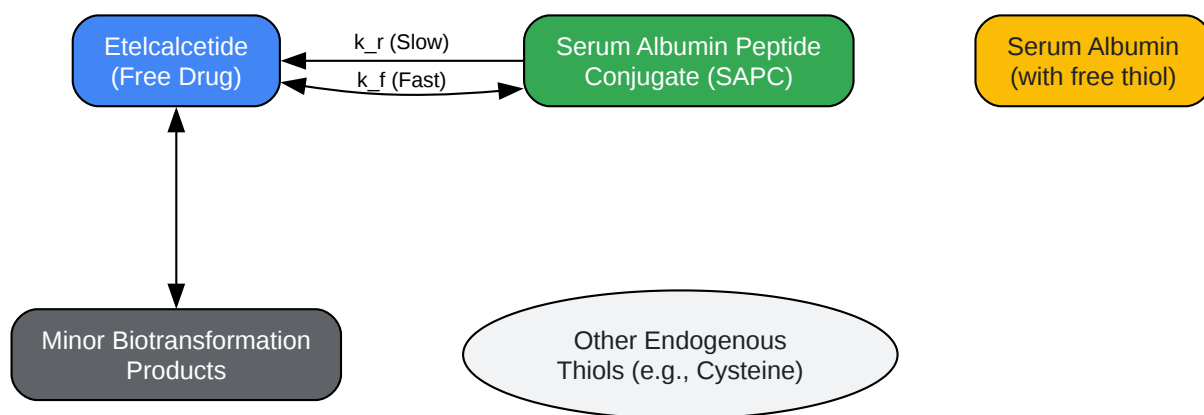 Etelcalcetide
(Free Drug)
k_r (Slow)
k_f (Fast)
Serum Albumin Peptide
Conjugate (SAPC)
Serum Albumin
(with free thiol)
Minor Biotransformation
Products
Other Endogenous
Thiols (e.g., Cysteine)